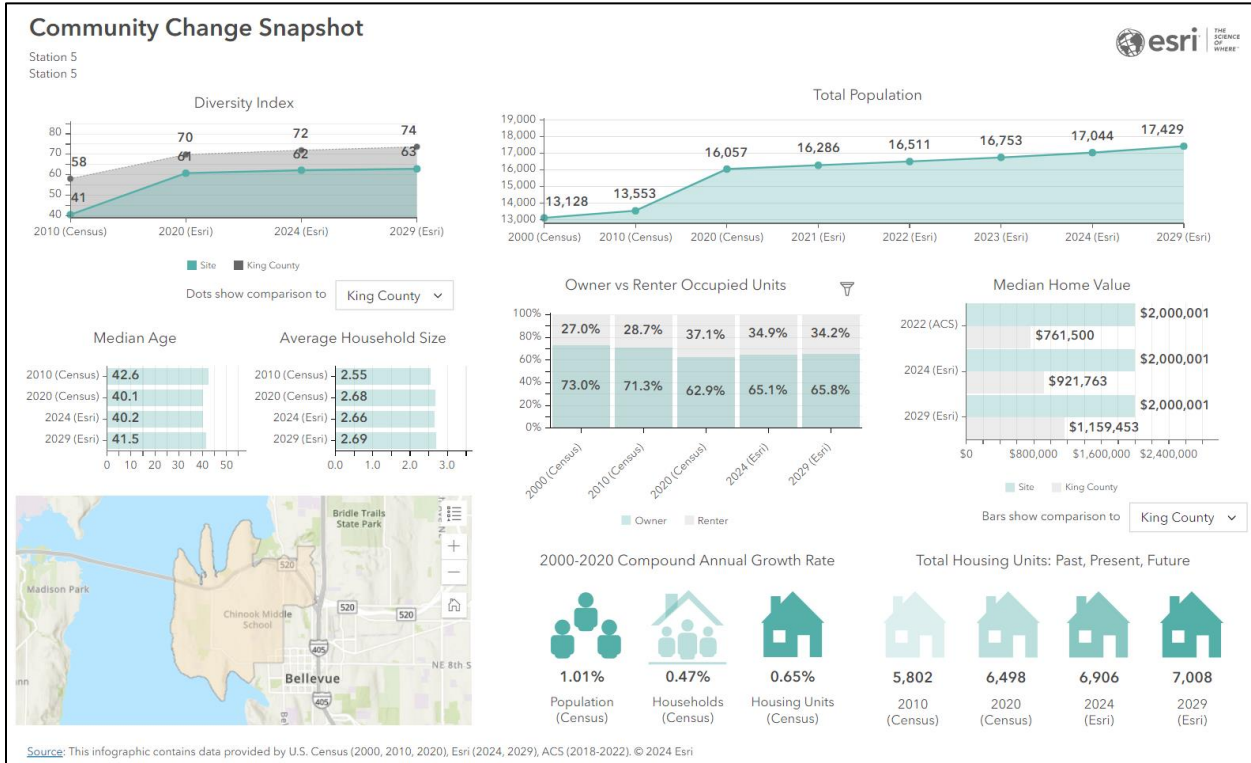 Community Change Snapshot
Station 5
Station 5
esri
THE
SCIENCE
OF
WHERE™
Diversity Index
80
70
60
50
40
58
41
70
61
72
62
74
63
2010 (Census)
2020 (Esri)
2024 (Esri)
2029 (Esri)
Site
King County
Dots show comparison to
King County
Total Population
19,000
18,000
17,000
16,000
15,000
14,000
13,000
13,128
13,553
16,057
16,286
16,511
16,753
17,044
17,429
2000 (Census)
2010 (Census)
2020 (Census)
2021 (Esri)
2022 (Esri)
2023 (Esri)
2024 (Esri)
2029 (Esri)
Median Age
2010 (Census)
42.6
2020 (Census)
40.1
2024 (Esri)
40.2
2029 (Esri)
41.5
0 10 20 30 40 50
Average Household Size
2010 (Census)
2.55
2020 (Census)
2.68
2024 (Esri)
2.66
2029 (Esri)
2.69
0.0 1.0 2.0 3.0
Owner vs Renter Occupied Units
100%
80%
60%
40%
20%
0%
27.0% 28.7% 37.1% 34.9% 34.2%
73.0% 71.3% 62.9% 65.1% 65.8%
2000 (Census)
2010 (Census)
2020 (Census)
2024 (Esri)
2029 (Esri)
Owner
Renter
Median Home Value
2022 (ACS)
$2,000,001
$761,500
2024 (Esri)
$2,000,001
$921,763
2029 (Esri)
$2,000,001
$1,159,453
$0 $800,000 $1,600,000 $2,400,000
Site
King County
Bars show comparison to
King County
Bridle Trails
State Park
520
Madison Park
Chinook Middle
School
520
520
405
405
NE 8th S
Bellevue
2000-2020 Compound Annual Growth Rate
1.01%
Population
(Census)
0.47%
Households
(Census)
0.65%
Housing Units
(Census)
Total Housing Units: Past, Present, Future
5,802
2010
(Census)
6,498
2020
(Census)
6,906
2024
(Esri)
7,008
2029
(Esri)
Source: This infographic contains data provided by U.S. Census (2000, 2010, 2020), Esri (2024, 2029), ACS (2018-2022). © 2024 Esri